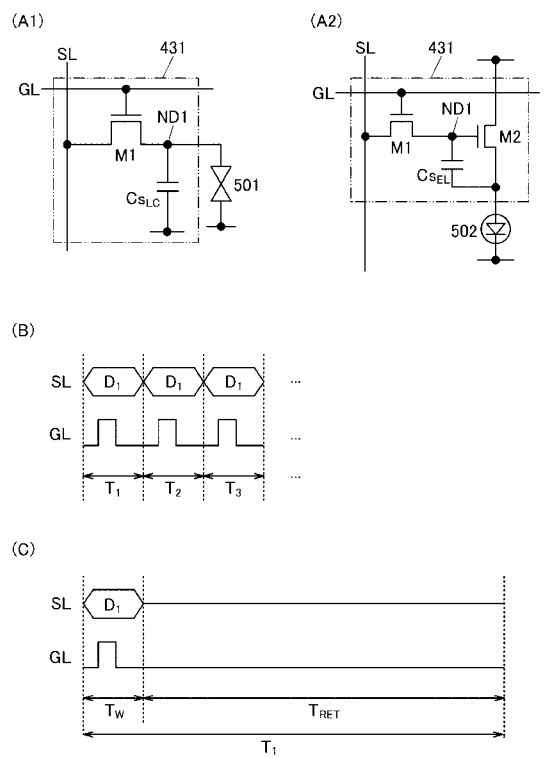 (A1)
SL
431
GL
ND1
M1
CsLC
501
(A2)
SL
431
GL
ND1
M1
M2
CsEL
502
(B)
SL D1 D1 D1 ...
GL ...
T1 T2 T3 ...
(C)
SL D1
GL
TW TRET
T1